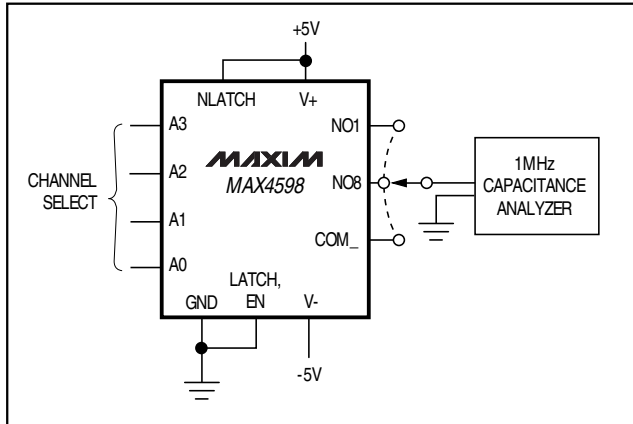 +5V
NLATCH V+
A3
NO1
MAXIM
MAX4598
A2
NO8
1MHz
CAPACITANCE
ANALYZER
CHANNEL
SELECT
A1
COM_
A0
LATCH,
EN
GND
V-
-5V